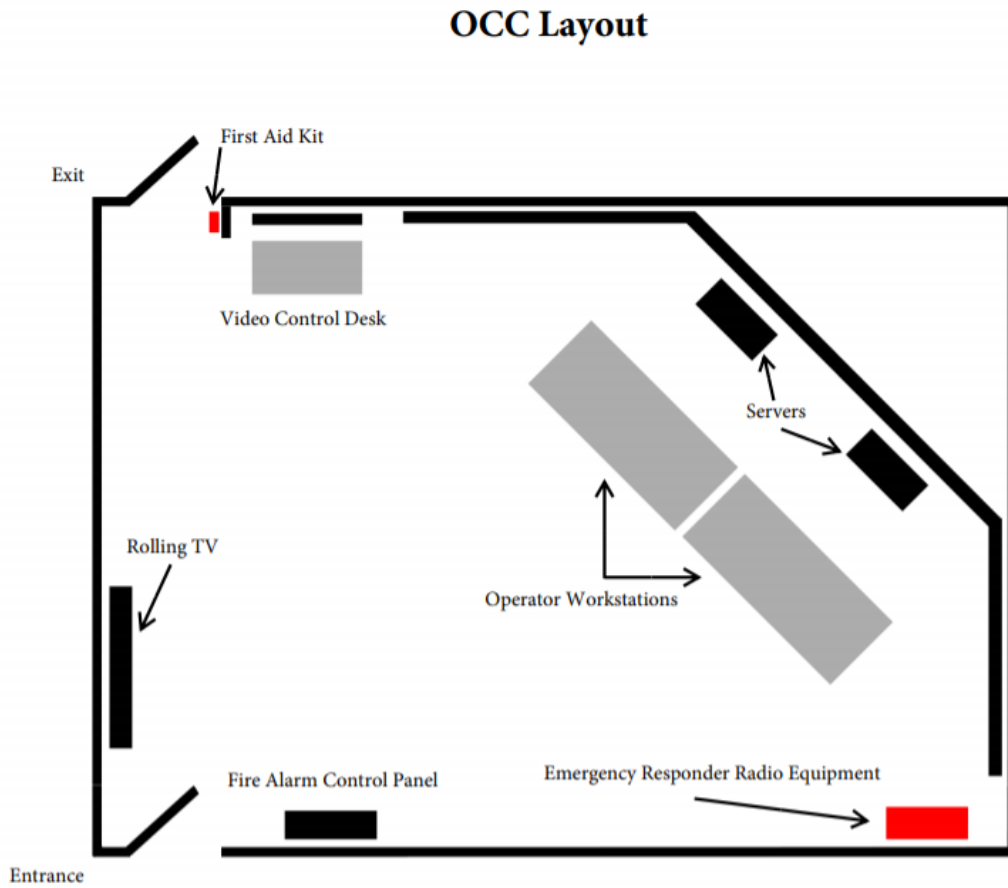 OCC Layout
First Aid Kit
Exit
Video Control Desk
Servers
Rolling TV
Operator Workstations
Emergency Responder Radio Equipment
Fire Alarm Control Panel
Entrance